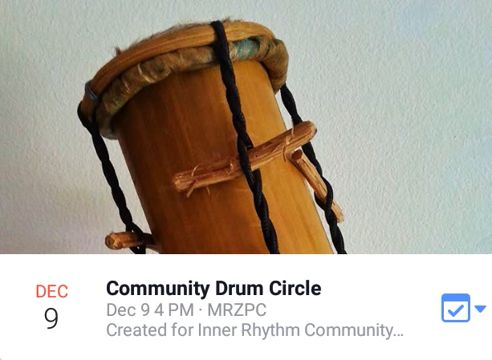 DEC
9
Community Drum Circle
Dec 9 4 PM · MRZPC
Created for Inner Rhythm Community...